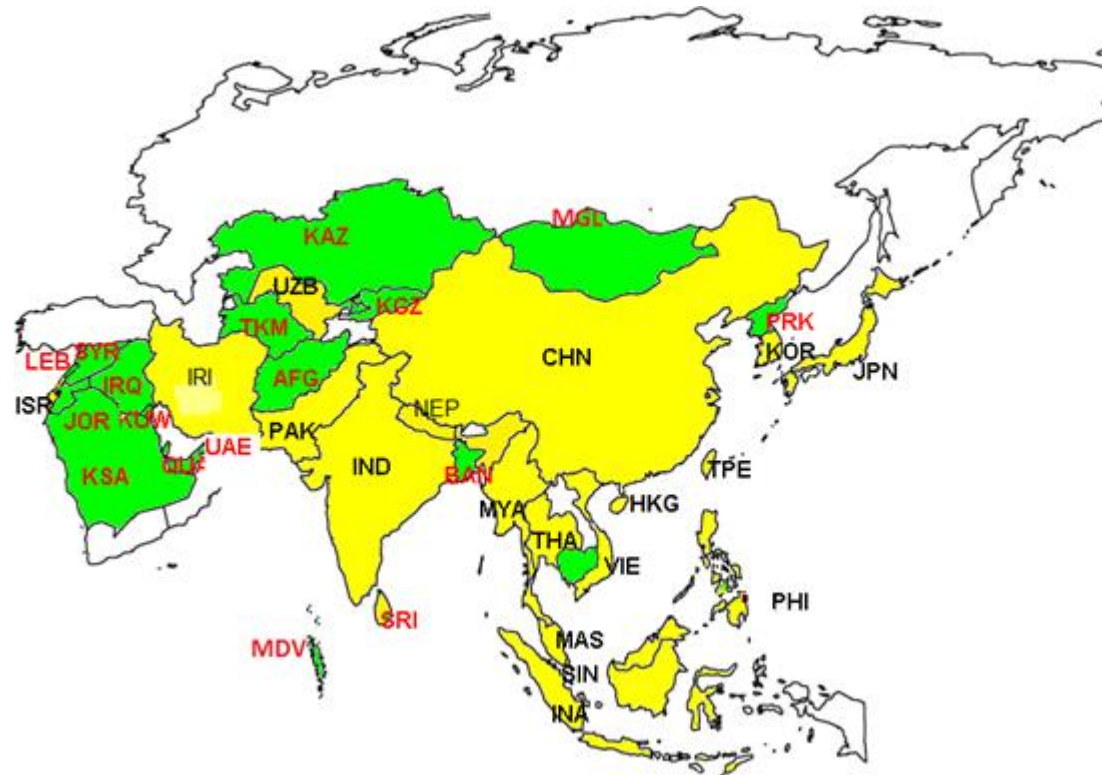 MGL
KAZ
UZB
KGZ
TKM
PRK
KOR
CHN
JPN
LEB
SYR
IRQ
IRI
AFG
ISR
JOR
KUW
NEP
PAK
UAE
IND
KSA
BAN
TPE
MYA
HKG
THA
VIE
PHI
SRI
MDV
MAS
SIN
INA